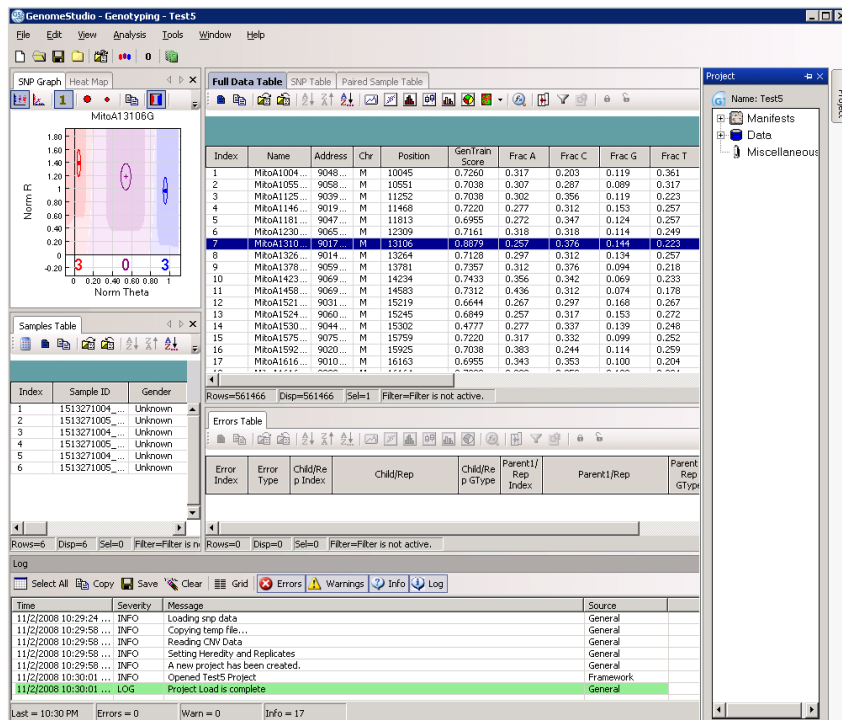 GenomeStudio - Genotyping - Test5
File Edit View Analysis Tools Window Help
SNP Graph Heat Map
MitoA13106G
Norm R
1.80
1.60
1.40
1.20
1
0.80
0.60
0.40
0.20
0
-0.20
3 0 3
0 0.20 0.40 0.60 0.80 1
Norm Theta
Full Data Table SNP Table Paired Sample Table
Index Name Address Chr Position GenTrain Score Frac A Frac C Frac G Frac T
1 MitoA1004... 9048... M 10045 0.7260 0.317 0.203 0.119 0.361
2 MitoA1055... 9058... M 10551 0.7038 0.307 0.287 0.089 0.317
3 MitoA1125... 9039... M 11252 0.7038 0.302 0.356 0.119 0.223
4 MitoA1146... 9019... M 11468 0.7220 0.277 0.312 0.153 0.257
5 MitoA1181... 9047... M 11813 0.6955 0.272 0.347 0.124 0.257
6 MitoA1230... 9065... M 12309 0.7161 0.318 0.318 0.114 0.249
7 MitoA1310... 9017... M 13106 0.8879 0.257 0.376 0.144 0.223
8 MitoA1326... 9014... M 13264 0.7128 0.297 0.312 0.134 0.257
9 MitoA1378... 9059... M 13781 0.7357 0.312 0.376 0.094 0.218
10 MitoA1423... 9069... M 14234 0.7433 0.356 0.342 0.069 0.233
11 MitoA1458... 9069... M 14583 0.7312 0.436 0.312 0.074 0.178
12 MitoA1521... 9031... M 15219 0.6644 0.267 0.297 0.168 0.267
13 MitoA1524... 9060... M 15245 0.6849 0.257 0.317 0.153 0.272
14 MitoA1530... 9044... M 15302 0.4777 0.277 0.337 0.139 0.248
15 MitoA1575... 9075... M 15759 0.7220 0.317 0.332 0.099 0.252
16 MitoA1592... 9020... M 15925 0.7038 0.383 0.244 0.114 0.259
17 MitoA1616... 9010... M 16163 0.6955 0.343 0.353 0.100 0.204
Rows=561466 Disp=561466 Sel=1 Filter=Filter is not active.
Samples Table
Index Sample ID Gender
1 1513271004_... Unknown
2 1513271005_... Unknown
3 1513271004_... Unknown
4 1513271005_... Unknown
5 1513271004_... Unknown
6 1513271005_... Unknown
Rows=6 Disp=6 Sel=0 Filter=Filter is n
Errors Table
Error Index Error Type Child/Rep Index Child/Rep Child/Rep GType Parent1/Rep Index Parent1/Rep Parent Rep GType
Rows=0 Disp=0 Sel=0 Filter=Filter is not active.
Project
Name: Test5
Manifests
Data
Miscellaneous
Project
Log
Select All Copy Save Clear Grid Errors Warnings Info Log
Time Severity Message Source
11/2/2008 10:29:24 ... INFO Loading snp data General
11/2/2008 10:29:58 ... INFO Copying temp file... General
11/2/2008 10:29:58 ... INFO Reading CNV Data General
11/2/2008 10:29:58 ... INFO Setting Heredity and Replicates General
11/2/2008 10:29:58 ... INFO A new project has been created. General
11/2/2008 10:30:01 ... INFO Opened Test5 Project Framework
11/2/2008 10:30:01 ... LOG Project Load is complete General
Last = 10:30 PM Errors = 0 Warn = 0 Info = 17